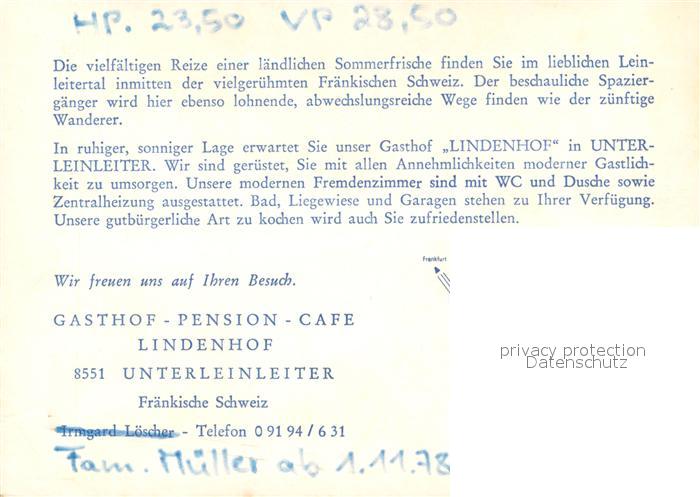 HP. 23,50 VP 28,50
Die vielfältigen Reize einer ländlichen Sommerfrische finden Sie im lieblichen Lein-
leitertal inmitten der vielgerühmten Fränkischen Schweiz. Der beschauliche Spazier-
gänger wird hier ebenso lohnende, abwechslungsreiche Wege finden wie der zünftige
Wanderer.
In ruhiger, sonniger Lage erwartet Sie unser Gasthof „LINDENHOF“ in UNTER-
LEINLEITER. Wir sind gerüstet, Sie mit allen Annehmlichkeiten moderner Gastlich-
keit zu umsorgen. Unsere modernen Fremdenzimmer sind mit WC und Dusche sowie
Zentralheizung ausgestattet. Bad, Liegewiese und Garagen stehen zu Ihrer Verfügung.
Unsere gutbürgerliche Art zu kochen wird auch Sie zufriedenstellen.
Frankfurt
Wir freuen uns auf Ihren Besuch.
GASTHOF - PENSION - CAFE
LINDENHOF
8551 UNTERLEINLEITER
Fränkische Schweiz
Irmgard Löscher - Telefon 0 91 94 / 6 31
Fam. Müller ab 1.11.78
privacy protection
Datenschutz